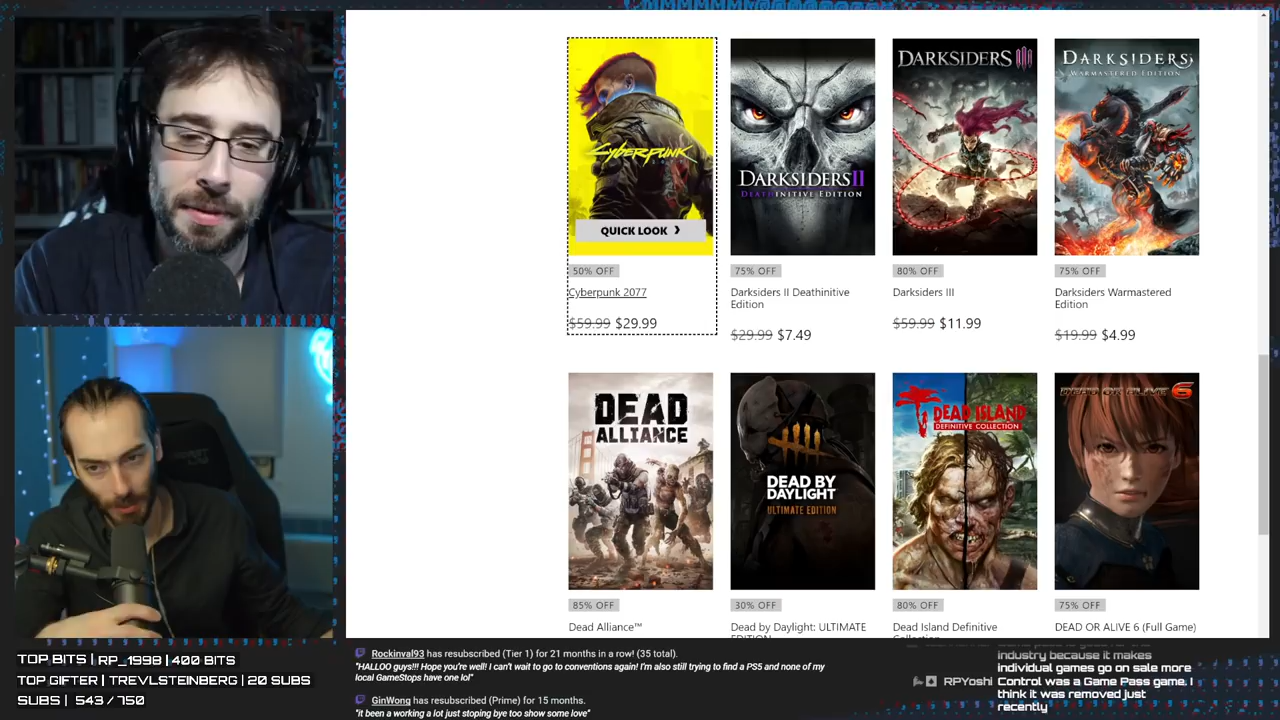 CYBERPUNK
QUICK LOOK ❯
50% OFF
Cyberpunk 2077
$59.99 $29.99
DARKSIDERS II
DEATHINITIVE EDITION
75% OFF
Darksiders II Deathinitive
Edition
$29.99 $7.49
DARKSIDERS III
80% OFF
Darksiders III
$59.99 $11.99
DARKSIDERS
WARMASTERED EDITION
75% OFF
Darksiders Warmastered
Edition
$19.99 $4.99
DEAD
ALLIANCE
85% OFF
Dead Alliance™
DEAD BY
DAYLIGHT
ULTIMATE EDITION
30% OFF
Dead by Daylight: ULTIMATE
EDITION
DEAD ISLAND
DEFINITIVE COLLECTION
80% OFF
Dead Island Definitive
Collection
DEAD OR ALIVE 6
75% OFF
DEAD OR ALIVE 6 (Full Game)
TOP BITS | RP_1998 | 400 BITS
TOP GIFTER | TREVLSTEINBERG | 20 SUBS
SUBS | 543 / 750
Rockinval93 has resubscribed (Tier 1) for 21 months in a row! (35 total).
"HALLOO guys!!! Hope you're well! I can't wait to go to conventions again! I'm also still trying to find a PS5 and none of my
local GameStops have one lol"
GinWong has resubscribed (Prime) for 15 months.
"it been a working a lot just stoping bye too show some love"
RPYoshi
industry because it makes
individual games go on sale more
Control was a Game Pass game. I
think it was removed just
recently